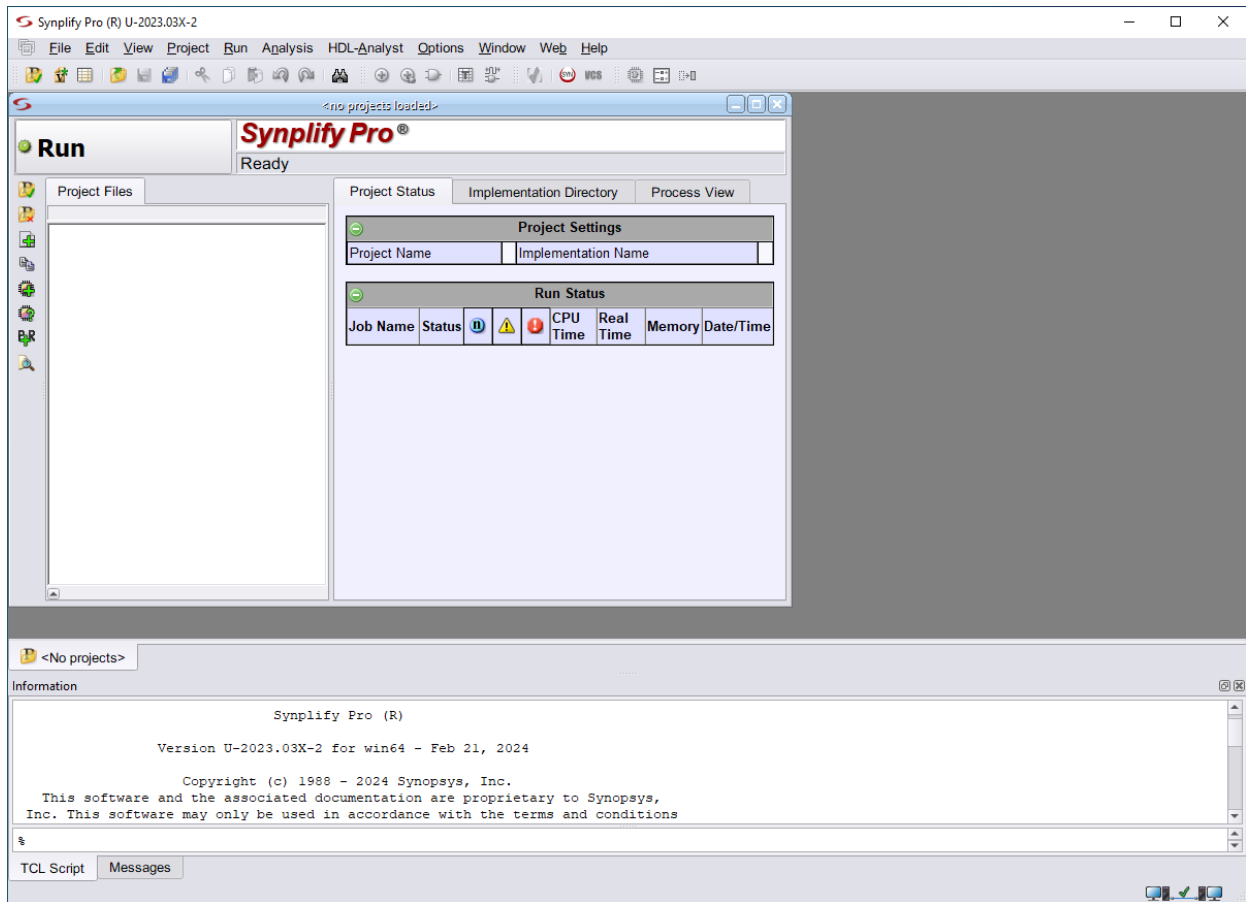 Synplify Pro (R) U-2023.03X-2
File Edit View Project Run Analysis HDL-Analyst Options Window Web Help
VCS
<no projects loaded>
Run
Synplify Pro®
Ready
Project Files
Project Status Implementation Directory Process View
Project Settings
Project Name Implementation Name
Run Status
Job Name Status n CPU Time Real Time Memory Date/Time
<No projects>
Information
Synplify Pro (R)
Version U-2023.03X-2 for win64 - Feb 21, 2024
Copyright (c) 1988 - 2024 Synopsys, Inc.
This software and the associated documentation are proprietary to Synopsys,
Inc. This software may only be used in accordance with the terms and conditions
%
TCL Script Messages